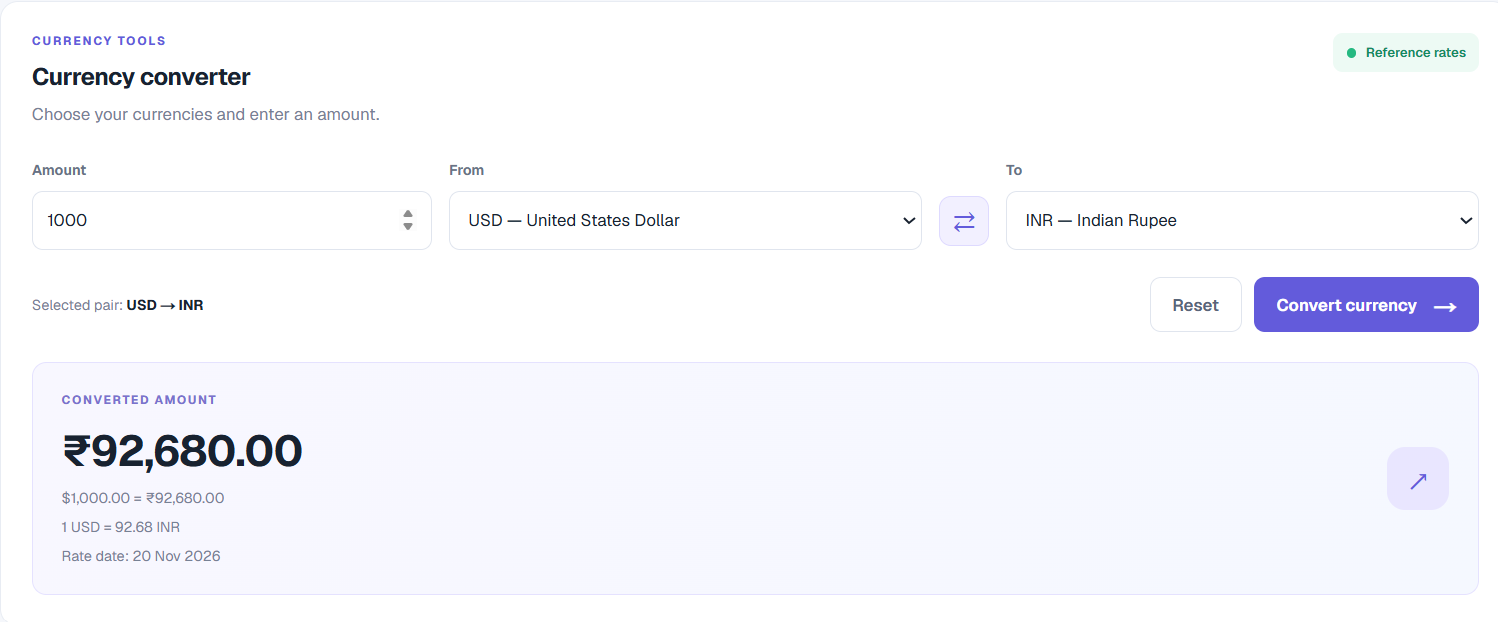 CURRENCY TOOLS
Reference rates
Currency converter
Choose your currencies and enter an amount.
Amount
From
To
1000
USD — United States Dollar
INR — Indian Rupee
Selected pair: USD → INR
Reset
Convert currency →
CONVERTED AMOUNT
₹92,680.00
$1,000.00 = ₹92,680.00
1 USD = 92.68 INR
Rate date: 20 Nov 2026